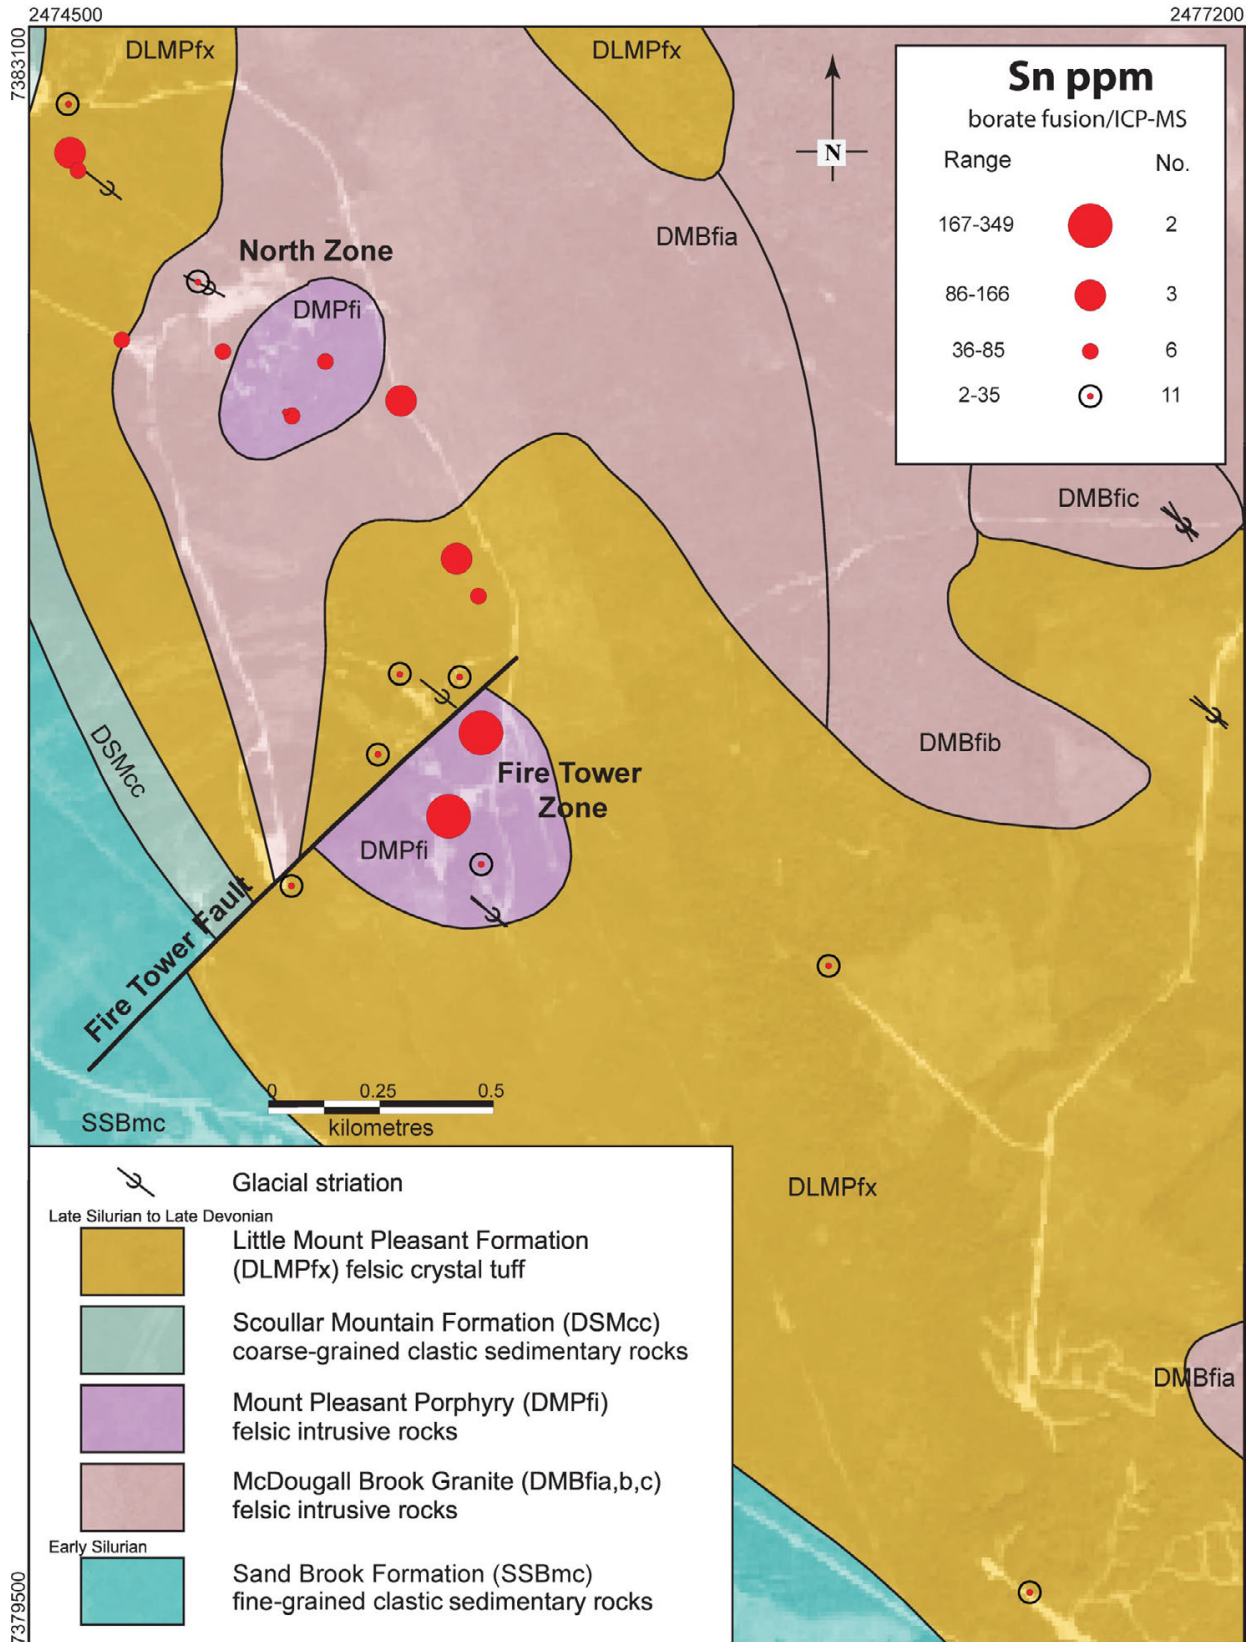 2474500
2477200
7383100
DLMPfx
DLMPfx
Sn ppm
borate fusion/ICP-MS
Range
No.
167-349
2
86-166
3
36-85
6
2-35
11
N
DMBfia
North Zone
DMPfi
DMBfic
DMBfib
DSMcc
Fire Tower
Zone
DMPfi
Fire Tower Fault
SSBmc
0
0.25
0.5
kilometres
DLMPfx
DMBfia
7379500
Glacial striation
Late Silurian to Late Devonian
Little Mount Pleasant Formation
(DLMPfx) felsic crystal tuff
Scoullar Mountain Formation (DSMcc)
coarse-grained clastic sedimentary rocks
Mount Pleasant Porphyry (DMPfi)
felsic intrusive rocks
McDougall Brook Granite (DMBfia,b,c)
felsic intrusive rocks
Early Silurian
Sand Brook Formation (SSBmc)
fine-grained clastic sedimentary rocks